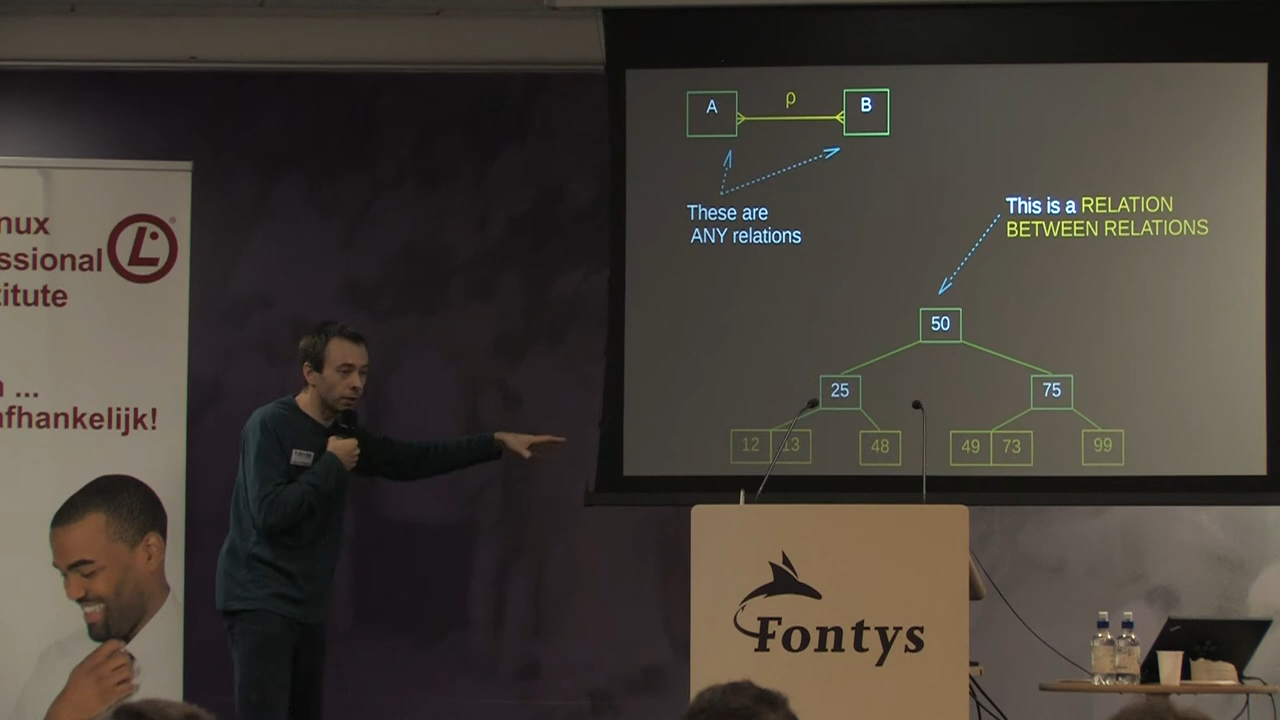 nux
ssional
titute
...
afhankelijk!
A
ρ
B
These are
ANY relations
This is a RELATION
BETWEEN RELATIONS
50
25
75
12 13
48
49 73
99
Fontys